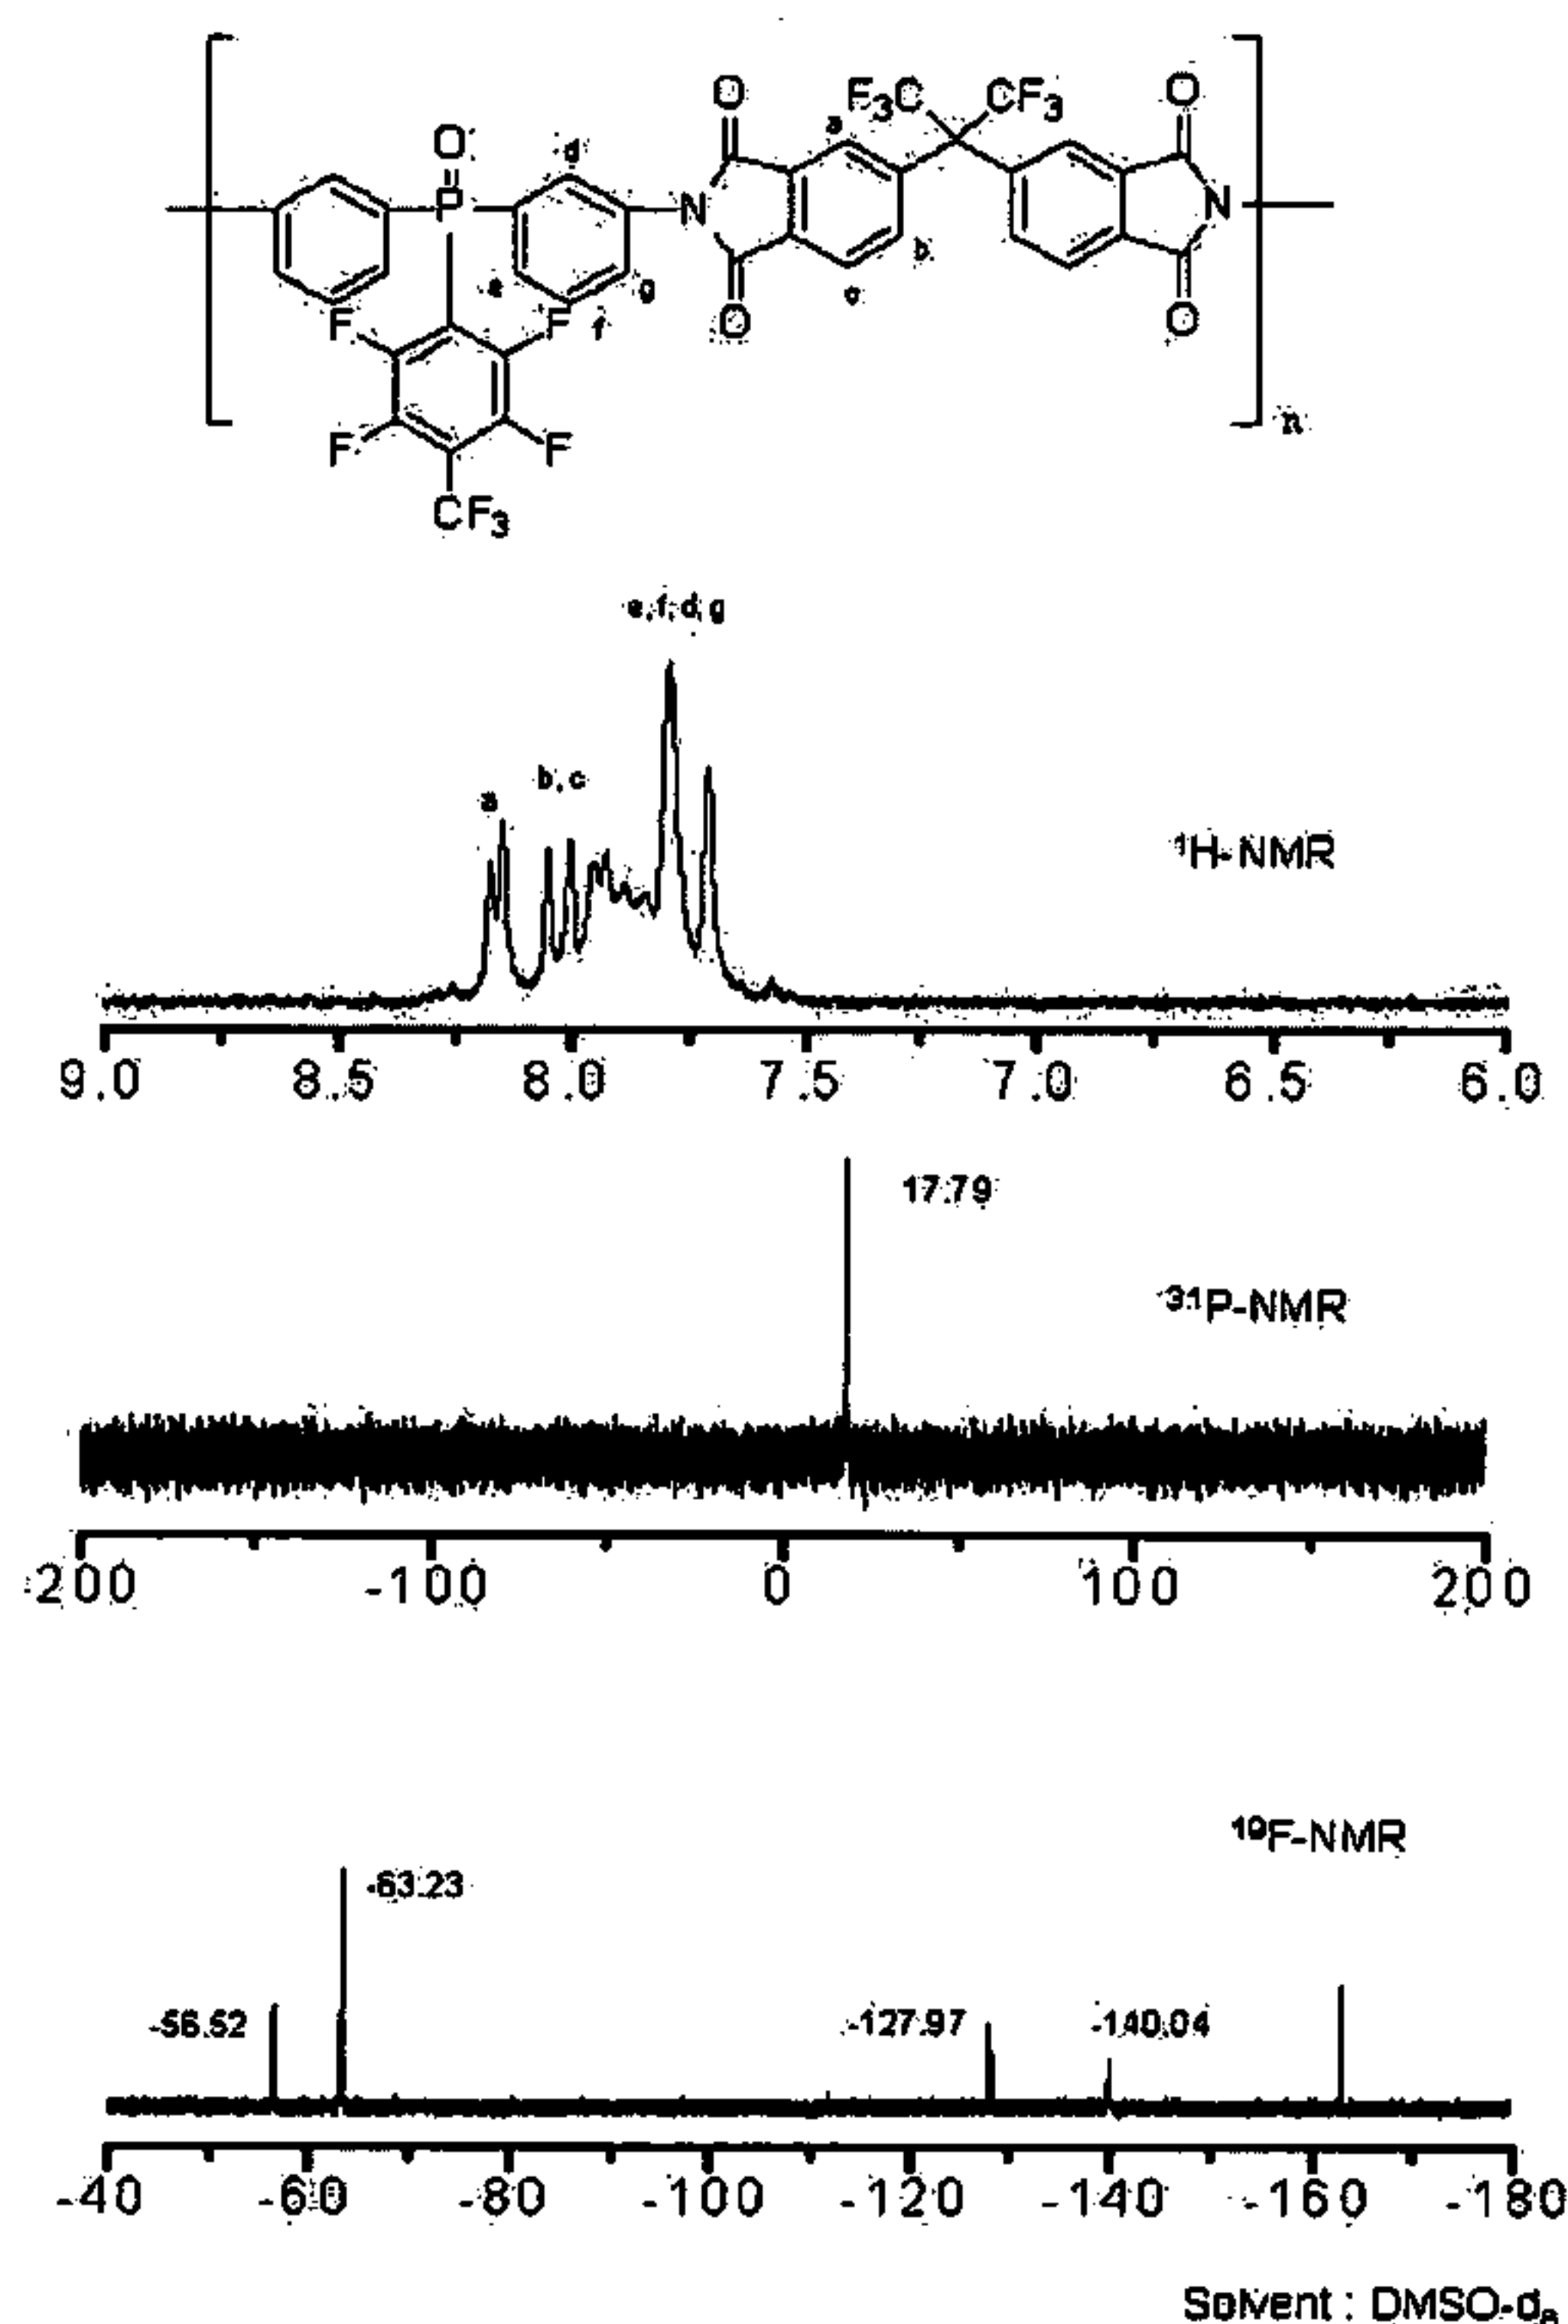 O F3C CF3 O
a
O d
P N N
b
e g c
F F f O O
F F n
CF3
e,f,d,g
b,c
a
1H-NMR
9.0 8.5 8.0 7.5 7.0 6.5 6.0
17.79
31P-NMR
-200 -100 0 100 200
19F-NMR
-63.23
-56.52 -127.97 -140.04
-40 -60 -80 -100 -120 -140 -160 -180
Solvent : DMSO-d6